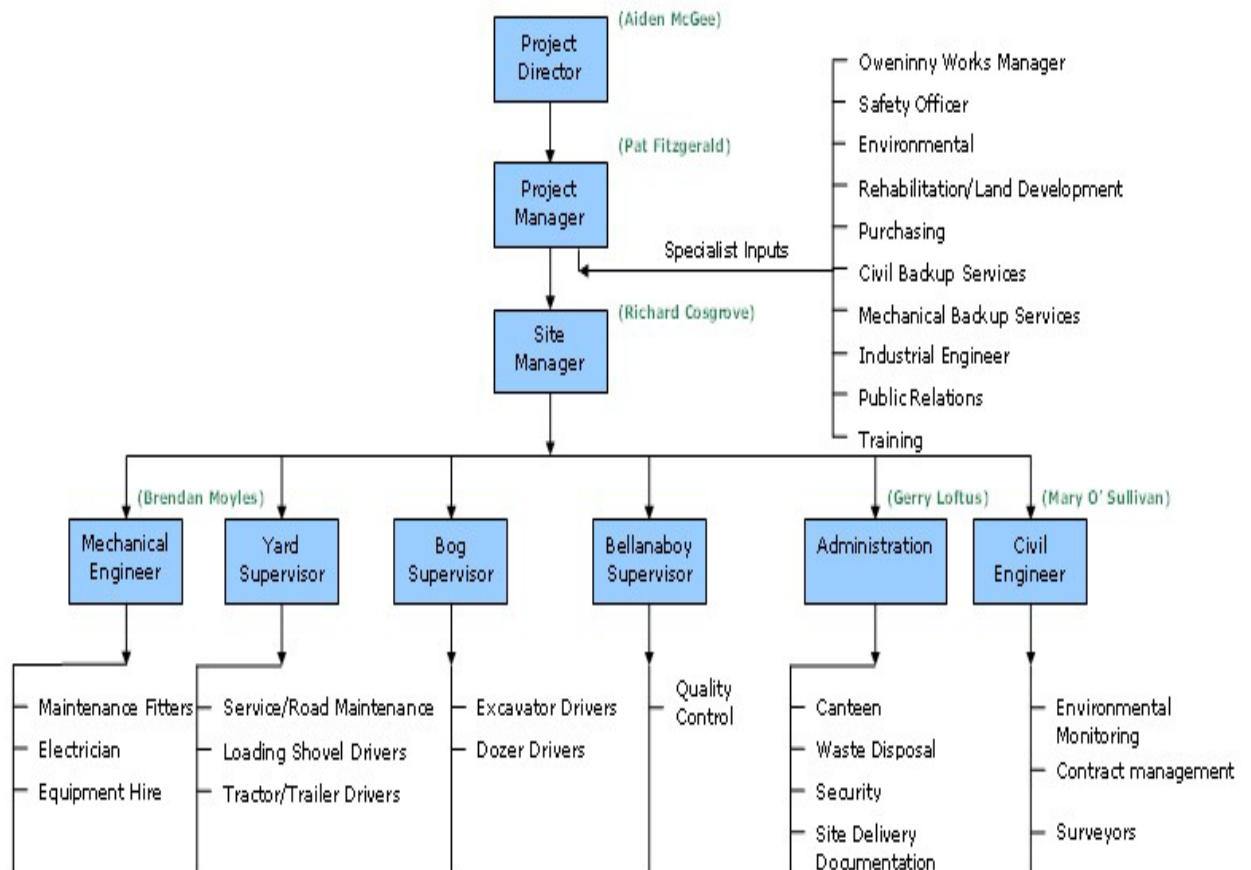 (Aiden McGee)
Project
Director
(Pat Fitzgerald)
Project
Manager
Specialist Inputs
(Richard Cosgrove)
Site
Manager
Oweninny Works Manager
Safety Officer
Environmental
Rehabilitation/Land Development
Purchasing
Civil Backup Services
Mechanical Backup Services
Industrial Engineer
Public Relations
Training
(Brendan Moyles)
Mechanical
Engineer
Maintenance Fitters
Electrician
Equipment Hire
Yard
Supervisor
Service/Road Maintenance
Loading Shovel Drivers
Tractor/Trailer Drivers
Bog
Supervisor
Excavator Drivers
Dozer Drivers
Bellanaboy
Supervisor
Quality
Control
(Gerry Loftus)
Administration
Canteen
Waste Disposal
Security
Site Delivery
Documentation
(Mary O' Sullivan)
Civil
Engineer
Environmental
Monitoring
Contract management
Surveyors